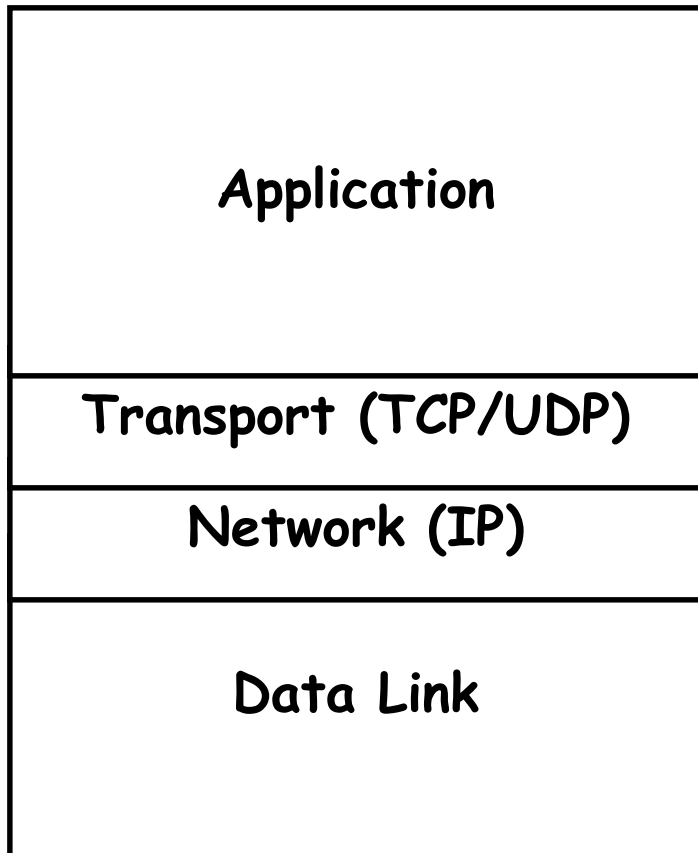 Application
Transport (TCP/UDP)
Network (IP)
Data Link